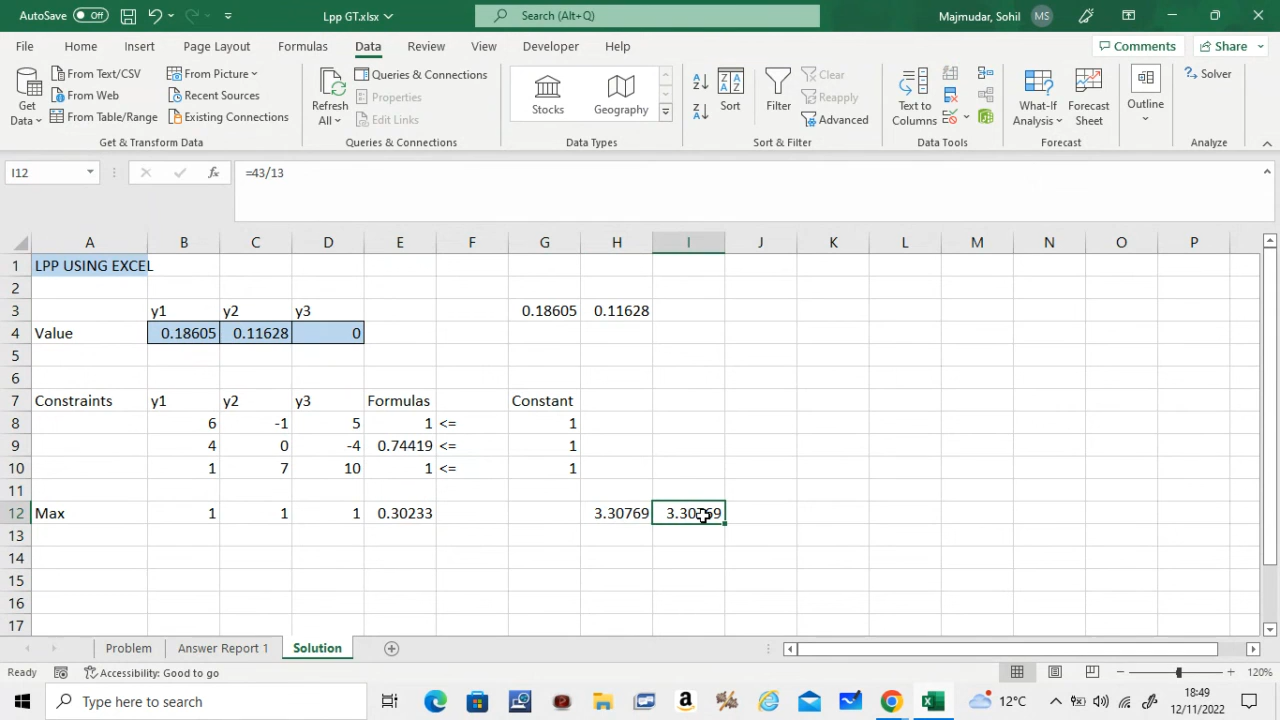 AutoSave Off Lpp GT.xlsx Search (Alt+Q) Majmudar, Sohil MS
File Home Insert Page Layout Formulas Data Review View Developer Help Comments Share
From Text/CSV From Picture Queries & Connections Clear Solver
From Web Recent Sources Properties Reapply
From Table/Range Existing Connections Edit Links Advanced
Get Data Refresh All Stocks Geography Sort Filter Text to Columns What-If Analysis Forecast Sheet Outline
Get & Transform Data Queries & Connections Data Types Sort & Filter Data Tools Forecast Analyze
I12 fx =43/13
A B C D E F G H I J K L M N O P
1 LPP USING EXCEL
2
3 y1 y2 y3 0.18605 0.11628
4 Value 0.18605 0.11628 0
5
6
7 Constraints y1 y2 y3 Formulas Constant
8 6 -1 5 1 <= 1
9 4 0 -4 0.74419 <= 1
10 1 7 10 1 <= 1
11
12 Max 1 1 1 0.30233 3.30769 3.30769
13
14
15
16
17
Problem Answer Report 1 Solution
Ready Accessibility: Good to go 120%
Type here to search 12°C 18:49
12/11/2022